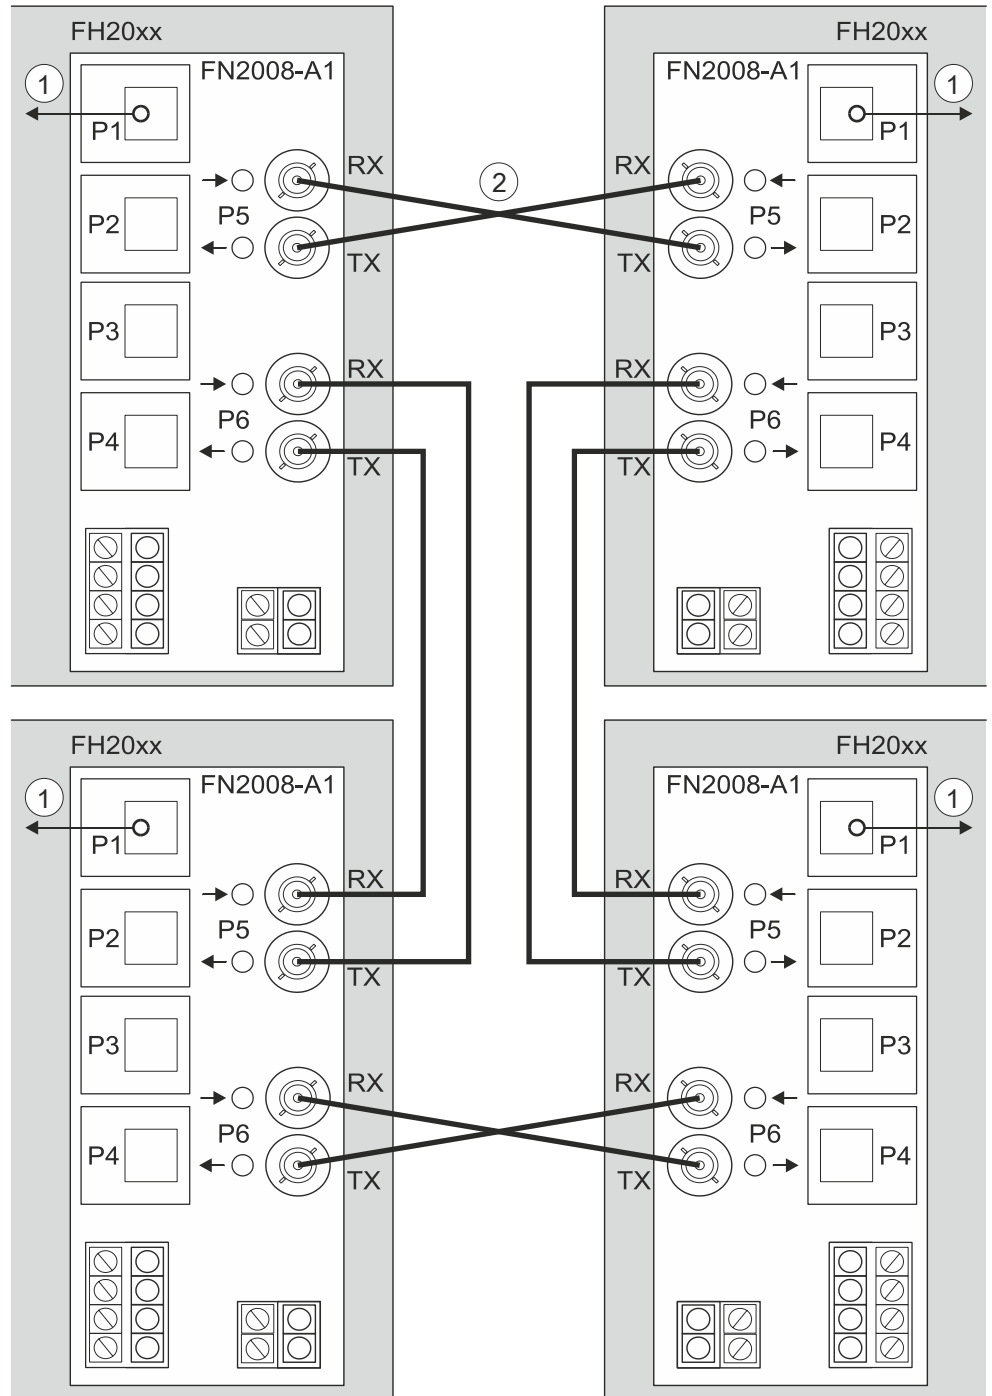 FH20xx
FH20xx
FN2008-A1
FN2008-A1
1
1
P1
P1
RX
2
RX
P2
P5
P5
P2
TX
TX
P3
P3
RX
RX
P4
P6
P6
P4
TX
TX
FH20xx
FH20xx
FN2008-A1
FN2008-A1
1
1
P1
P1
RX
RX
P2
P5
P5
P2
TX
TX
P3
P3
RX
RX
P4
P6
P6
P4
TX
TX